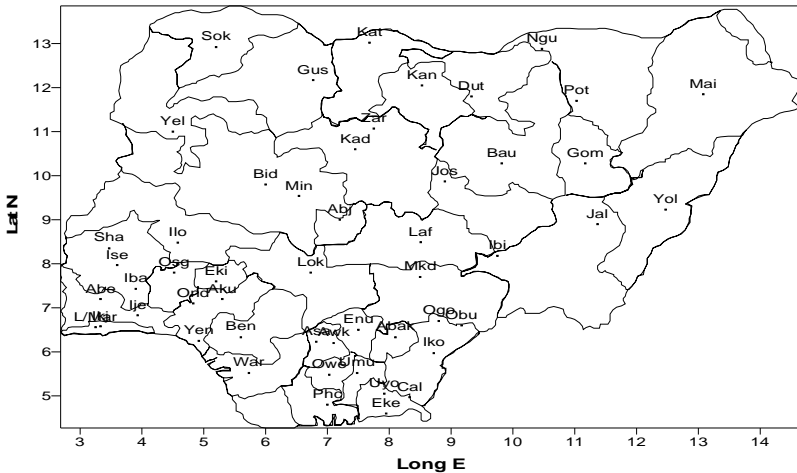 Lat N
13
12
11
10
9
8
7
6
5
Sok
Kat
Ngu
Gus
Kan
Dut
Pot
Mai
Yel
Zar
Kad
Bau
Gom
Bid
Min
Jos
Abj
Yol
Jal
Sha
Ilo
Laf
Ibi
Ise
Osg
Eki
Lok
Mkd
Iba
Abe
Ond
Aku
Ije
Ogo
Obu
Yen
Ben
Enu
Abak
Awk
Iko
War
Owe
Umu
Uyo
Cal
Phg
Eke
3 4 5 6 7 8 9 10 11 12 13 14
Long E